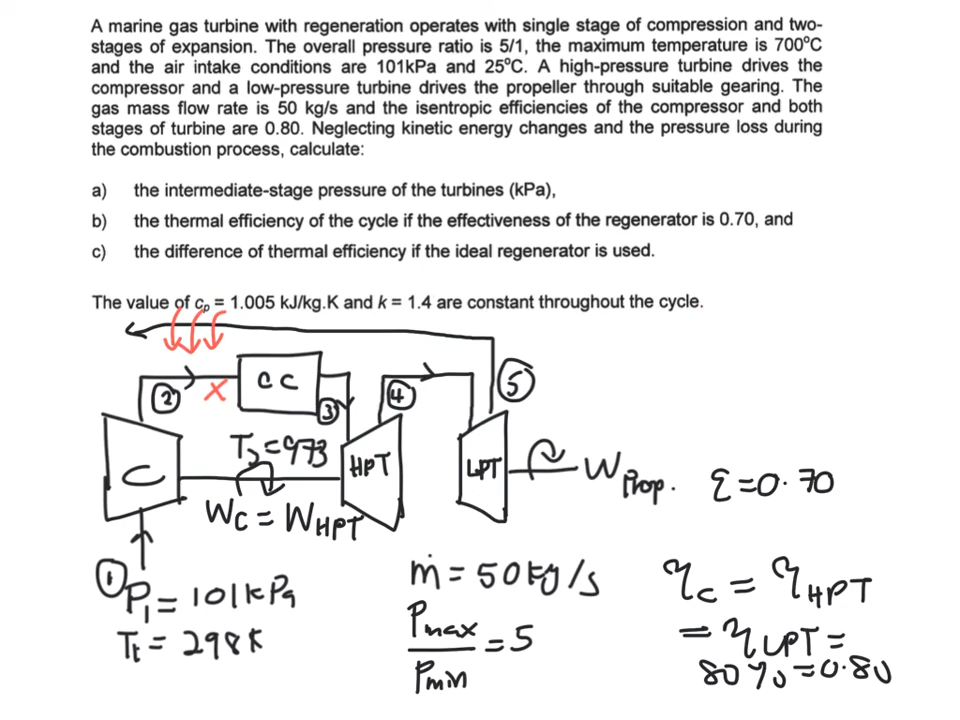 A marine gas turbine with regeneration operates with single stage of compression and two-
stages of expansion. The overall pressure ratio is 5/1, the maximum temperature is 700°C
and the air intake conditions are 101kPa and 25°C. A high-pressure turbine drives the
compressor and a low-pressure turbine drives the propeller through suitable gearing. The
gas mass flow rate is 50 kg/s and the isentropic efficiencies of the compressor and both
stages of turbine are 0.80. Neglecting kinetic energy changes and the pressure loss during
the combustion process, calculate:
a) the intermediate-stage pressure of the turbines (kPa),
b) the thermal efficiency of the cycle if the effectiveness of the regenerator is 0.70, and
c) the difference of thermal efficiency if the ideal regenerator is used.
The value of cp = 1.005 kJ/kg.K and k = 1.4 are constant throughout the cycle.
2 X CC 3 4 5
T3=973
C HPT LPT Wprop. ε=0.70
Wc = WHPT
1 P1 = 101kPa
T1 = 298K
ṁ = 50kg/s
Pmax/Pmin = 5
ηc = ηHPT
= ηLPT =
80% = 0.80